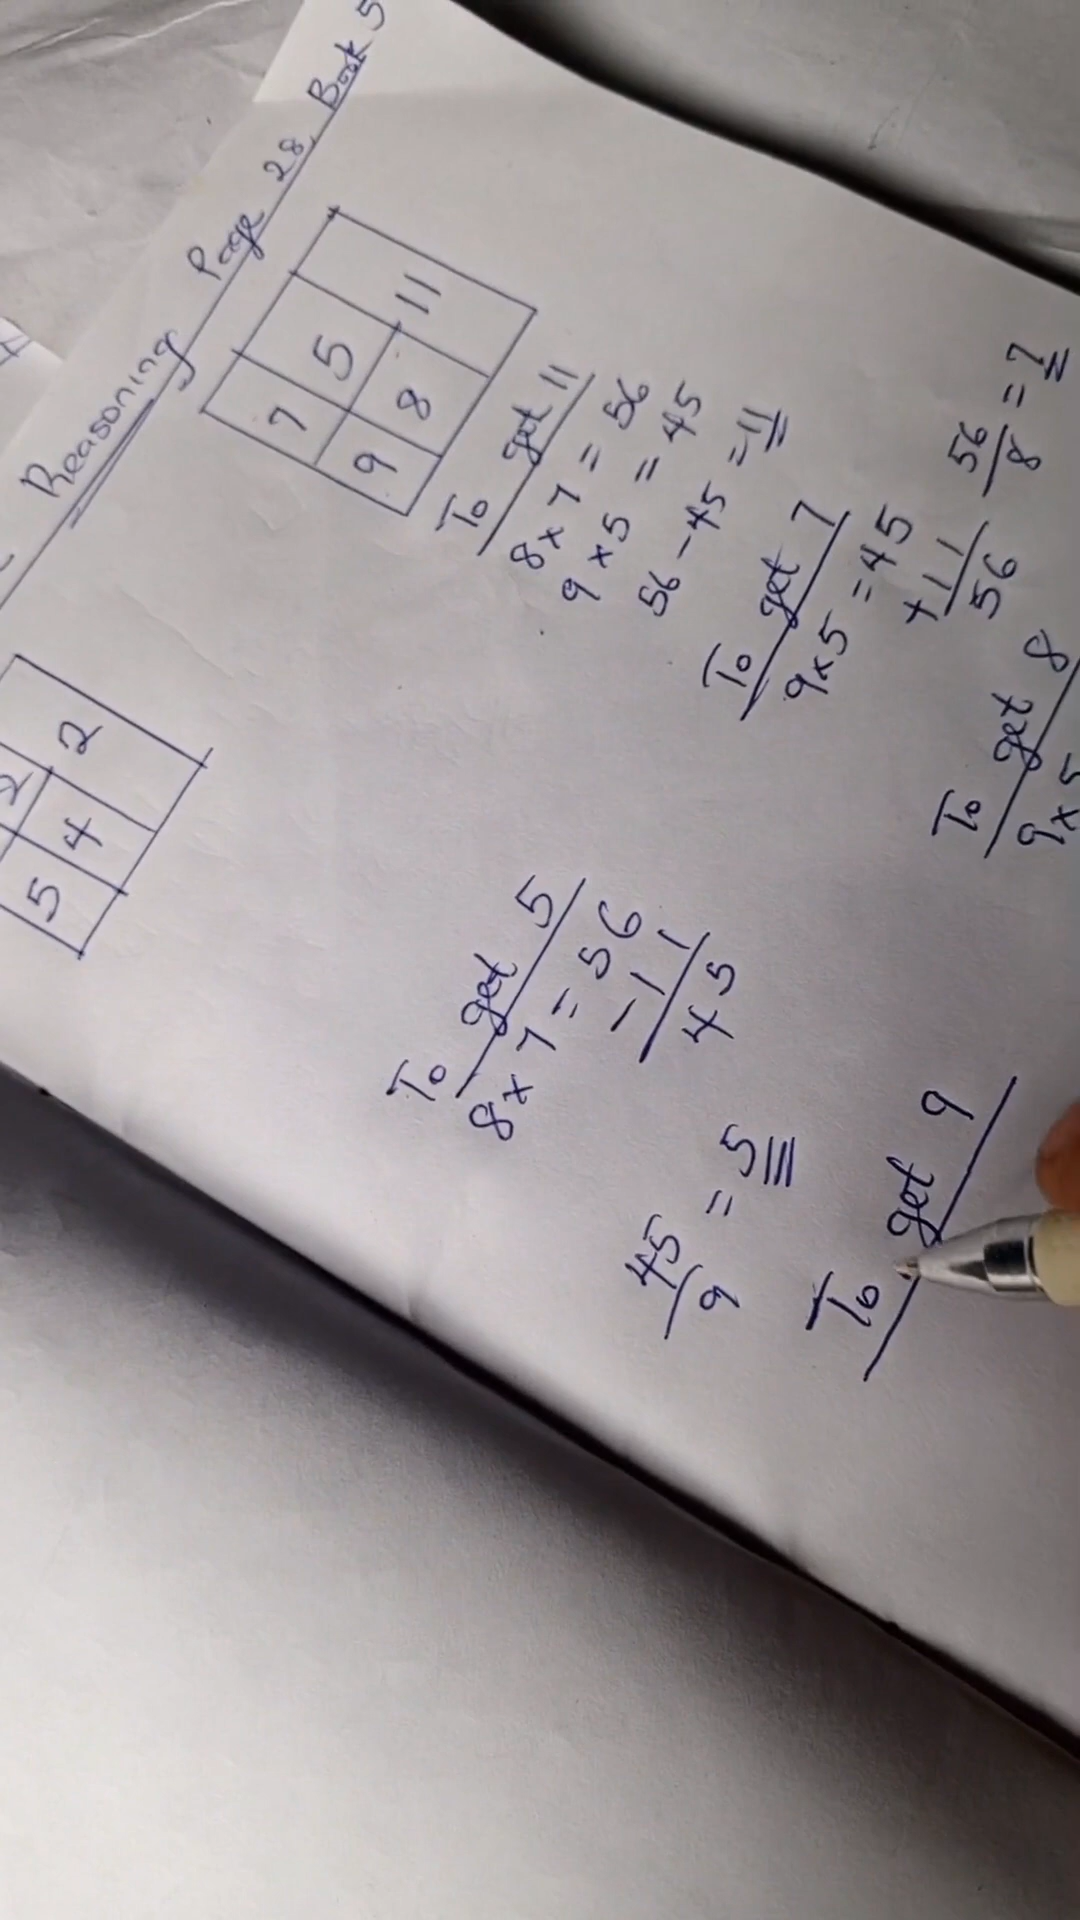 Reasoning Page 28, Book 5
2
5 4 2
7 5
9 8 11
To get 11
8 x 7 = 56
9 x 5 = 45
56 - 45 = 11
To get 7
9 x 5 = 45
+ 11
56
56/8 = 7
To get 8
9 x 5
To get 5
8 x 7 = 56
- 11
45
45/9 = 5
To get 9